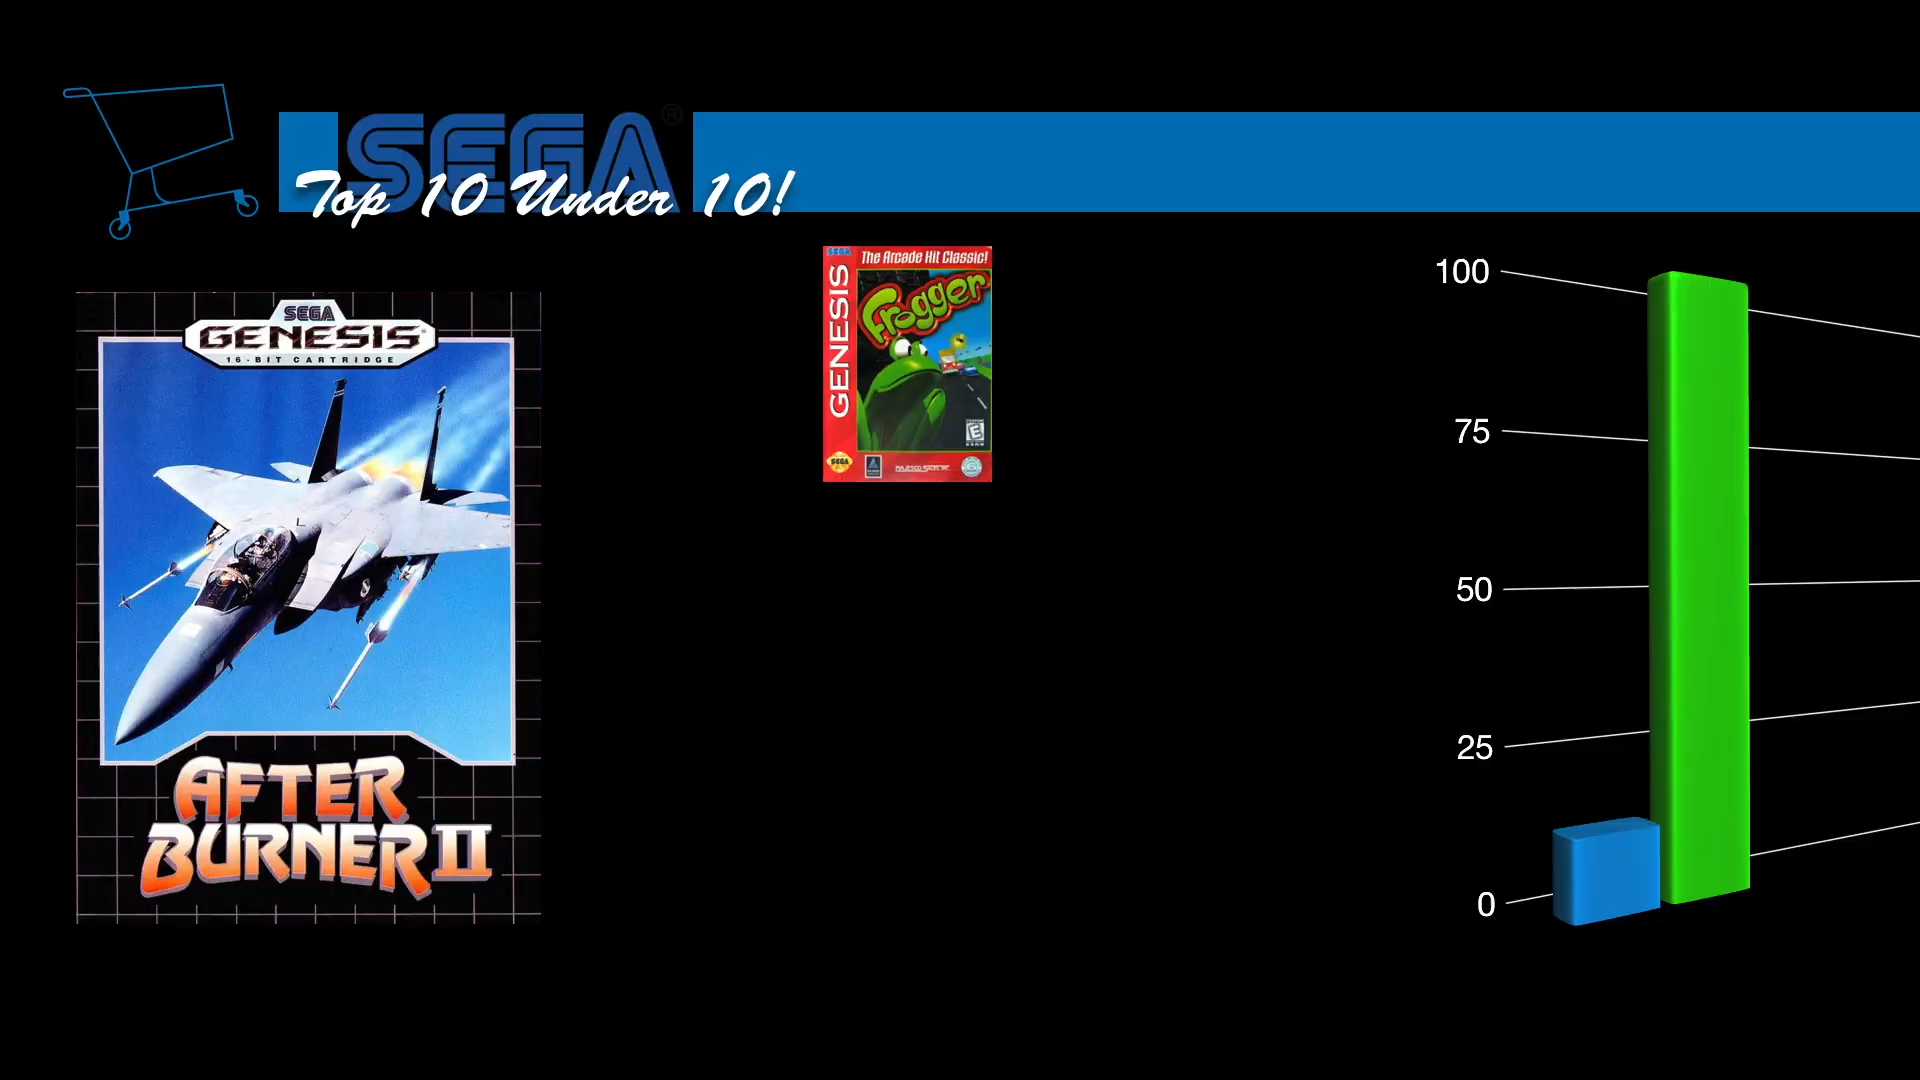 SEGA®
Top 10 Under 10!
SEGA
GENESIS
16-BIT CARTRIDGE
AFTER
BURNER II
SEGA
The Arcade Hit Classic!
GENESIS
Frogger
E
SEGA
100
75
50
25
0